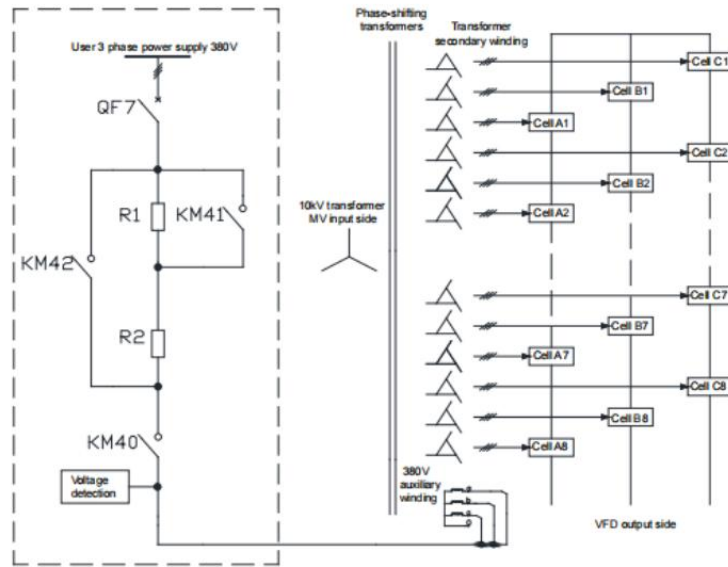 Phase-shifting
transformers
Transformer
secondary winding
User 3 phase power supply 380V
QF7
R1
KM41
KM42
R2
KM40
Voltage
detection
10kV transformer
MV input side
Cell C1
Cell B1
Cell A1
Cell C2
Cell B2
Cell A2
Cell C7
Cell B7
Cell A7
Cell C8
Cell B8
Cell A8
380V
auxiliary
winding
VFD output side